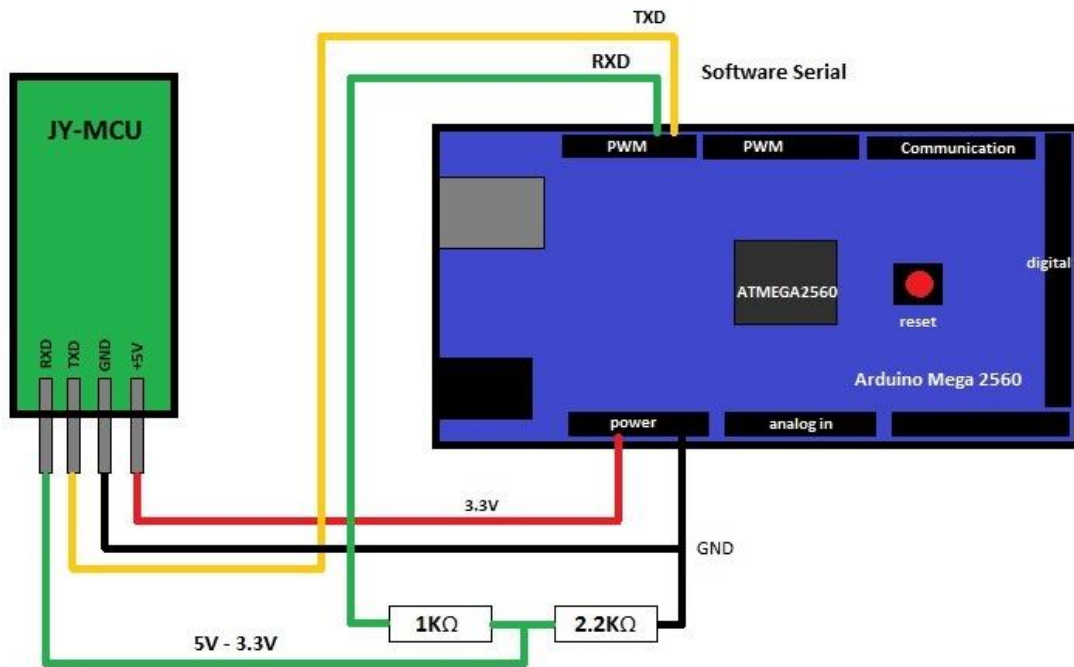 TXD
RXD
Software Serial
JY-MCU
PWM
PWM
Communication
digital
ATMEGA2560
reset
Arduino Mega 2560
RXD
TXD
GND
+5V
power
analog in
3.3V
GND
1KΩ
2.2KΩ
5V - 3.3V